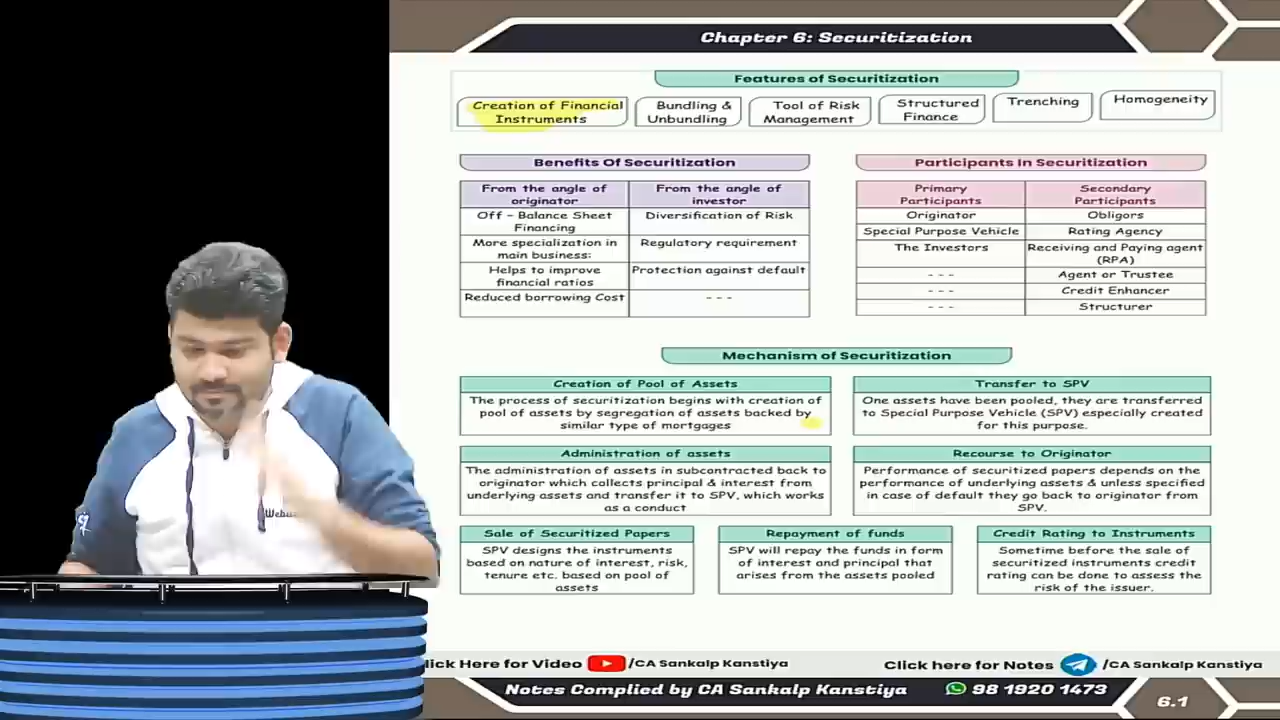 Chapter 6: Securitization
Features of Securitization
Creation of Financial
Instruments
Bundling &
Unbundling
Tool of Risk
Management
Structured
Finance
Trenching
Homogeneity
Benefits Of Securitization
From the angle of
originator
From the angle of
investor
Off - Balance Sheet
Financing
Diversification of Risk
More specialization in
main business:
Regulatory requirement
Helps to improve
financial ratios
Protection against default
Reduced borrowing Cost
- - -
Participants In Securitization
Primary
Participants
Secondary
Participants
Originator
Obligors
Special Purpose Vehicle
Rating Agency
The Investors
Receiving and Paying agent
(RPA)
- - -
Agent or Trustee
- - -
Credit Enhancer
- - -
Structurer
Mechanism of Securitization
Creation of Pool of Assets
The process of securitization begins with creation of
pool of assets by segregation of assets backed by
similar type of mortgages
Transfer to SPV
One assets have been pooled, they are transferred
to Special Purpose Vehicle (SPV) especially created
for this purpose.
Administration of assets
The administration of assets in subcontracted back to
originator which collects principal & interest from
underlying assets and transfer it to SPV, which works
as a conduct
Recourse to Originator
Performance of securitized papers depends on the
performance of underlying assets & unless specified
in case of default they go back to originator from
SPV.
Sale of Securitized Papers
SPV designs the instruments
based on nature of interest, risk,
tenure etc. based on pool of
assets
Repayment of funds
SPV will repay the funds in form
of interest and principal that
arises from the assets pooled
Credit Rating to Instruments
Sometime before the sale of
securitized instruments credit
rating can be done to assess the
risk of the issuer.
lick Here for Video /CA Sankalp Kanstiya
Click here for Notes /CA Sankalp Kanstiya
Notes Compiled by CA Sankalp Kanstiya 98 1920 1473
6.1